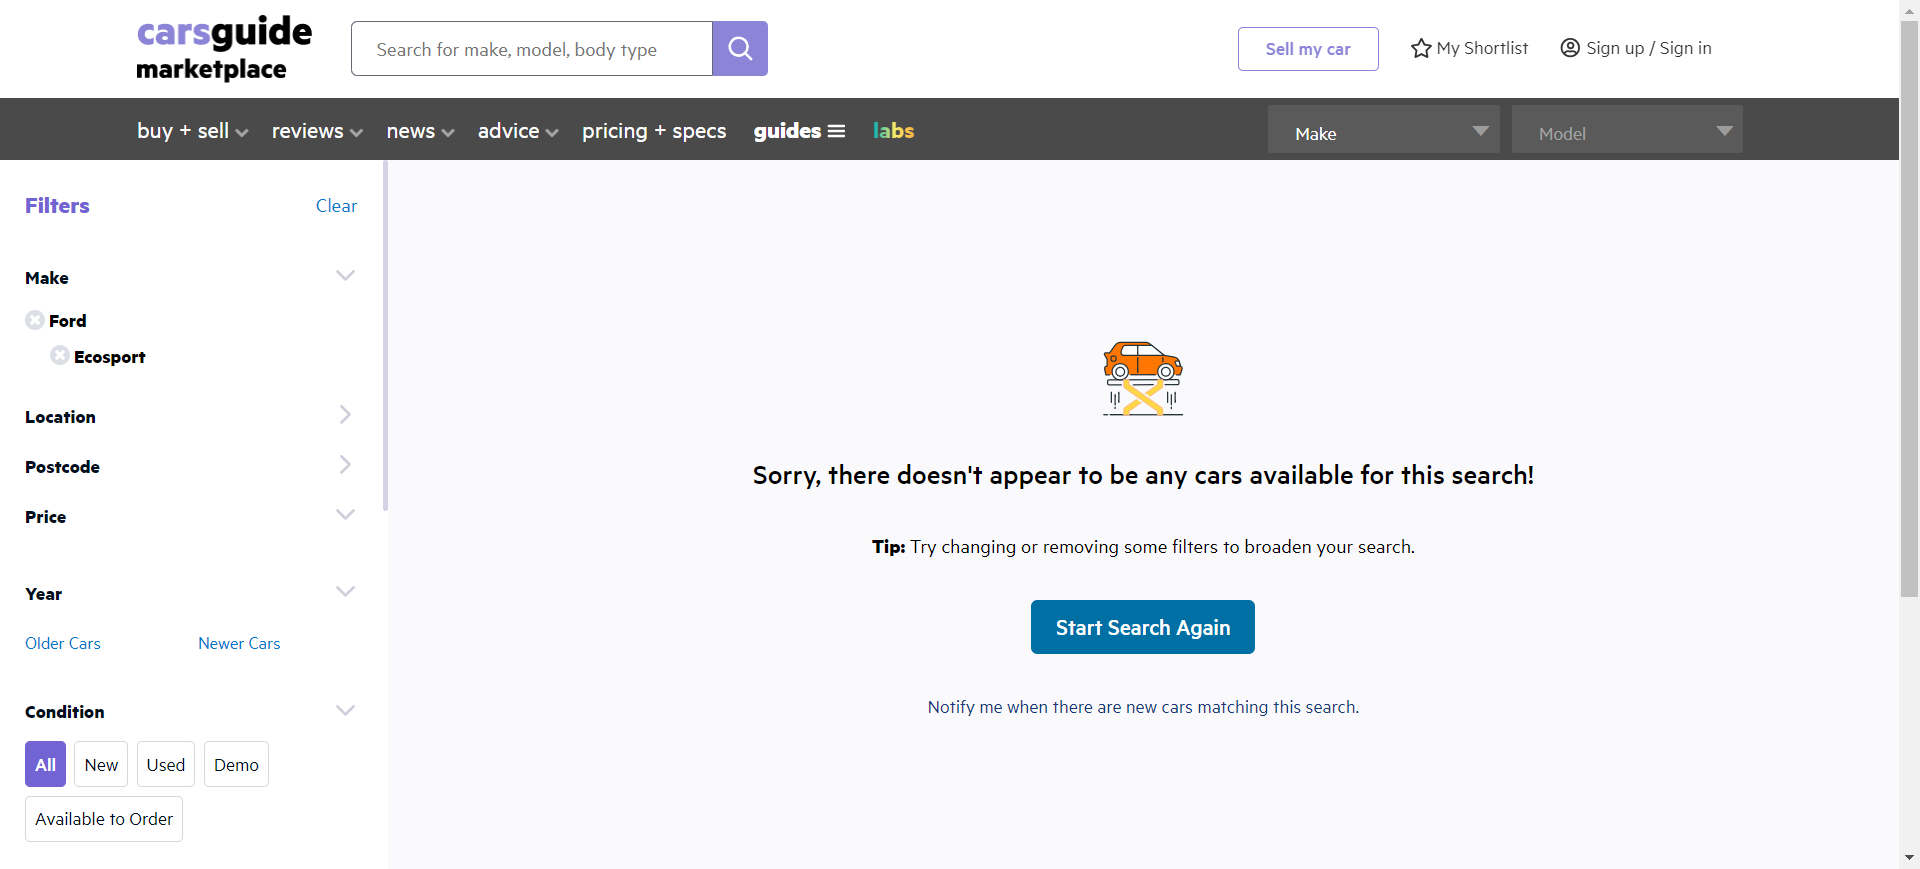 carsguide
marketplace
Search for make, model, body type
Sell my car
My Shortlist
Sign up / Sign in
buy + sell
reviews
news
advice
pricing + specs
guides
labs
Make
Model
Filters
Clear
Make
Ford
Ecosport
Location
Postcode
Price
Year
Older Cars
Newer Cars
Condition
All
New
Used
Demo
Available to Order
Sorry, there doesn't appear to be any cars available for this search!
Tip: Try changing or removing some filters to broaden your search.
Start Search Again
Notify me when there are new cars matching this search.